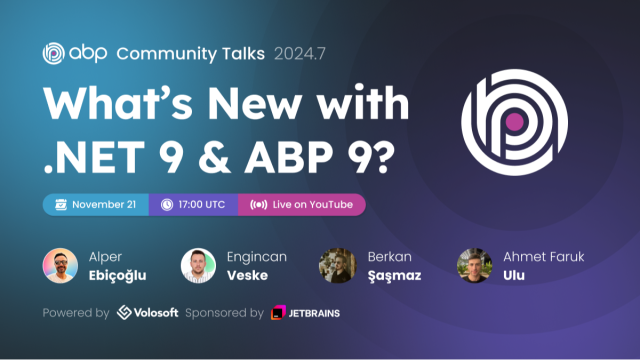 abp Community Talks 2024.7
What's New with
.NET 9 & ABP 9?
November 21 17:00 UTC Live on YouTube
Alper Engincan Berkan Ahmet Faruk
Ebiçoğlu Veske Şaşmaz Ulu
Powered by Volosoft Sponsored by JETBRAINS